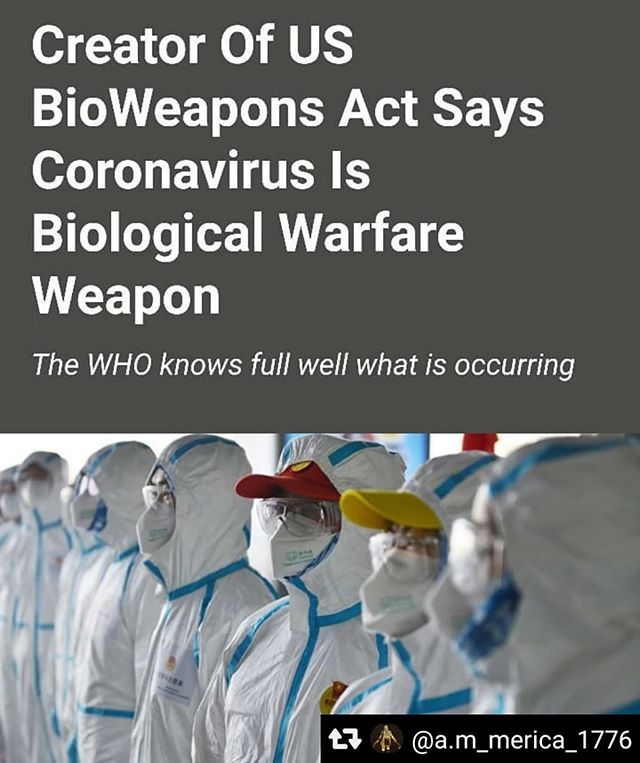 Creator Of US
BioWeapons Act Says
Coronavirus Is
Biological Warfare
Weapon
The WHO knows full well what is occurring
@a.m_merica_1776